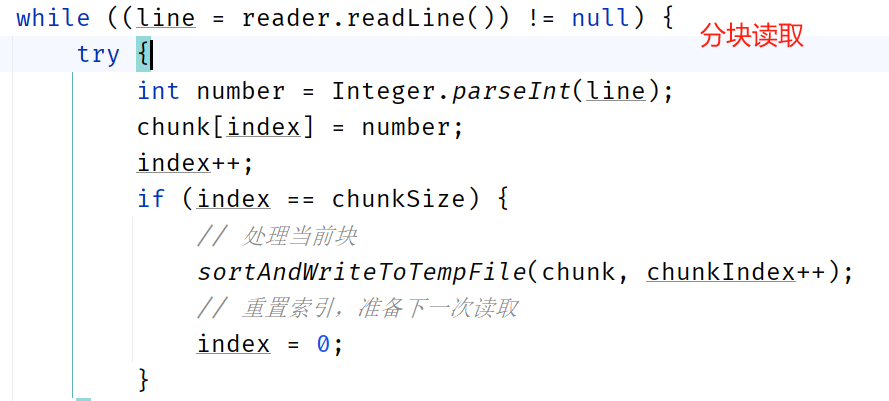 while ((line = reader.readLine()) != null) {
分块读取
try {
int number = Integer.parseInt(line);
chunk[index] = number;
index++;
if (index == chunkSize) {
// 处理当前块
sortAndWriteToTempFile(chunk, chunkIndex++);
// 重置索引，准备下一次读取
index = 0;
}